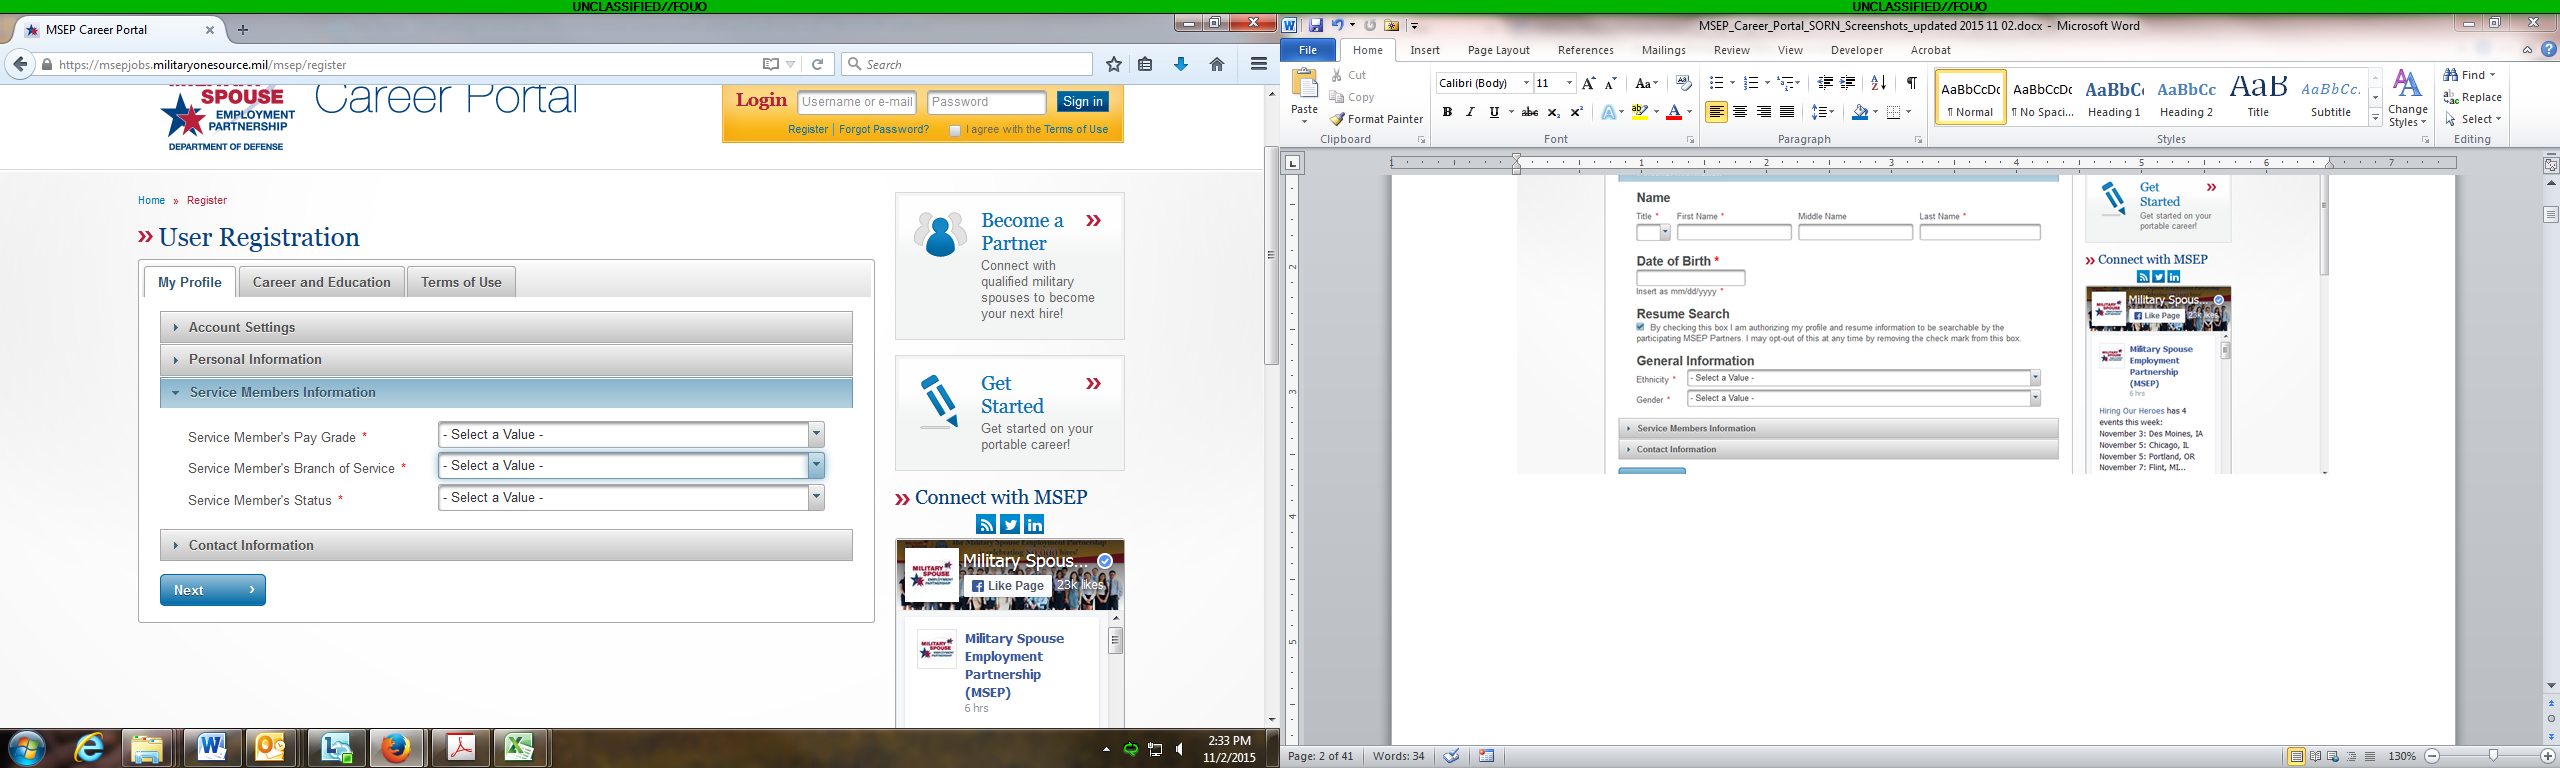 UNCLASSIFIED//FOUO
MSEP Career Portal
https://msepjobs.militaryonesource.mil/msep/register
Search
SPOUSE
EMPLOYMENT
PARTNERSHIP
DEPARTMENT OF DEFENSE
Career Portal
Login
Username or e-mail
Password
Sign in
Register | Forgot Password?
I agree with the Terms of Use
Home » Register
» User Registration
My Profile
Career and Education
Terms of Use
Account Settings
Personal Information
Service Members Information
Service Member's Pay Grade *
- Select a Value -
Service Member's Branch of Service *
- Select a Value -
Service Member's Status *
- Select a Value -
Contact Information
Next
Become a
Partner
Connect with
qualified military
spouses to become
your next hire!
Get
Started
Get started on your
portable career!
» Connect with MSEP
Military Spous...
Like Page
23k likes
MILITARY
SPOUSE
Military Spouse
Employment
Partnership
(MSEP)
6 hrs
2:33 PM
11/2/2015
UNCLASSIFIED//FOUO
MSEP_Career_Portal_SORN_Screenshots_updated 2015 11 02.docx - Microsoft Word
File
Home
Insert
Page Layout
References
Mailings
Review
View
Developer
Acrobat
Paste
Cut
Copy
Format Painter
Clipboard
Calibri (Body)
11
Font
Paragraph
AaBbCcDc
¶ Normal
AaBbCcDc
¶ No Spaci...
AaBbCc
Heading 1
AaBbCc
Heading 2
AaB
Title
AaBbCc.
Subtitle
Change
Styles
Styles
Find
Replace
Select
Editing
Name
Title *
First Name *
Middle Name
Last Name *
Date of Birth *
Insert as mm/dd/yyyy *
Resume Search
By checking this box I am authorizing my profile and resume information to be searchable by the
participating MSEP Partners. I may opt-out of this at any time by removing the check mark from this box.
General Information
Ethnicity *
- Select a Value -
Gender *
- Select a Value -
Service Members Information
Contact Information
Get
Started
Get started on your
portable career!
» Connect with MSEP
Military Spous...
Like Page
23k likes
Military Spouse
Employment
Partnership
(MSEP)
6 hrs
Hiring Our Heroes has 4
events this week:
November 3: Des Moines, IA
November 5: Chicago, IL
November 5: Portland, OR
November 7: Flint, MI...
Page: 2 of 41
Words: 34
130%